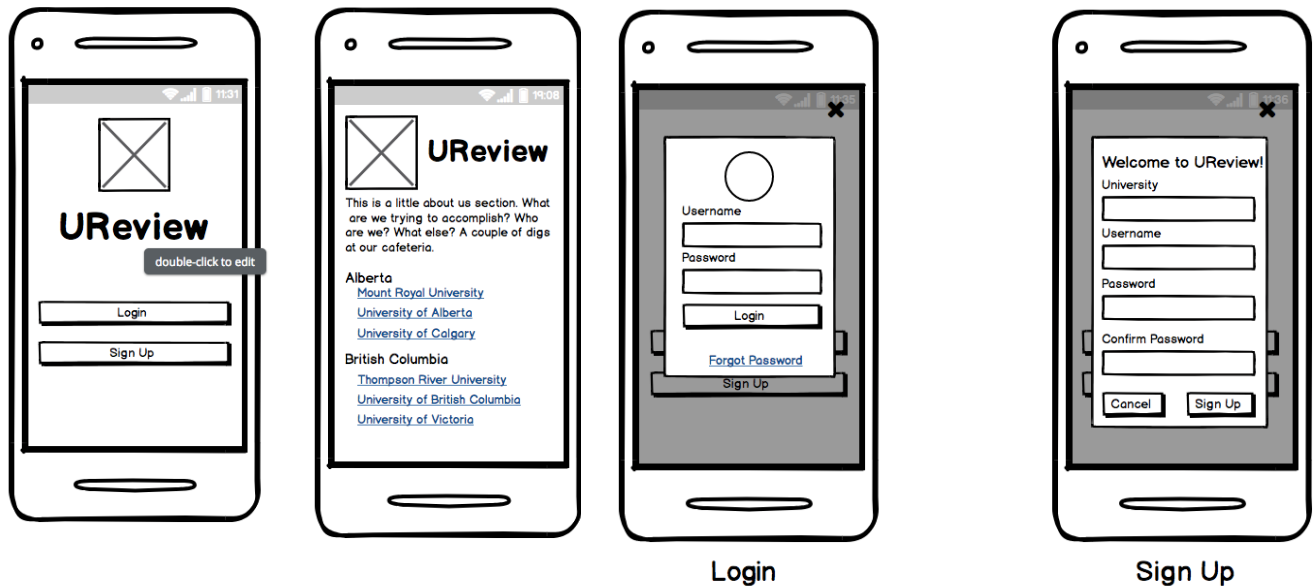 11:31
UReview
double-click to edit
Login
Sign Up
19:08
UReview
This is a little about us section. What
are we trying to accomplish? Who
are we? What else? A couple of digs
at our cafeteria.
Alberta
Mount Royal University
University of Alberta
University of Calgary
British Columbia
Thompson River University
University of British Columbia
University of Victoria
11:35
Username
Password
Login
Forgot Password
Sign Up
Login
11:36
Welcome to UReview!
University
Username
Password
Confirm Password
Cancel
Sign Up
Sign Up